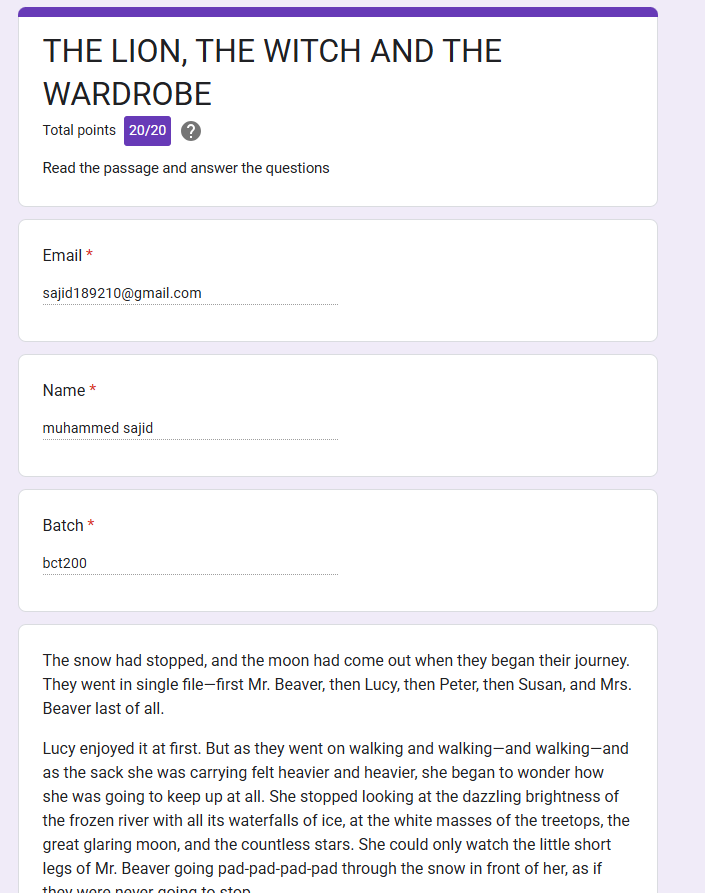 THE LION, THE WITCH AND THE
WARDROBE
Total points 20/20 ?
Read the passage and answer the questions
Email *
sajid189210@gmail.com
Name *
muhammed sajid
Batch *
bct200
The snow had stopped, and the moon had come out when they began their journey.
They went in single file—first Mr. Beaver, then Lucy, then Peter, then Susan, and Mrs.
Beaver last of all.
Lucy enjoyed it at first. But as they went on walking and walking—and walking—and
as the sack she was carrying felt heavier and heavier, she began to wonder how
she was going to keep up at all. She stopped looking at the dazzling brightness of
the frozen river with all its waterfalls of ice, at the white masses of the treetops, the
great glaring moon, and the countless stars. She could only watch the little short
legs of Mr. Beaver going pad-pad-pad-pad through the snow in front of her, as if
they were never going to stop.